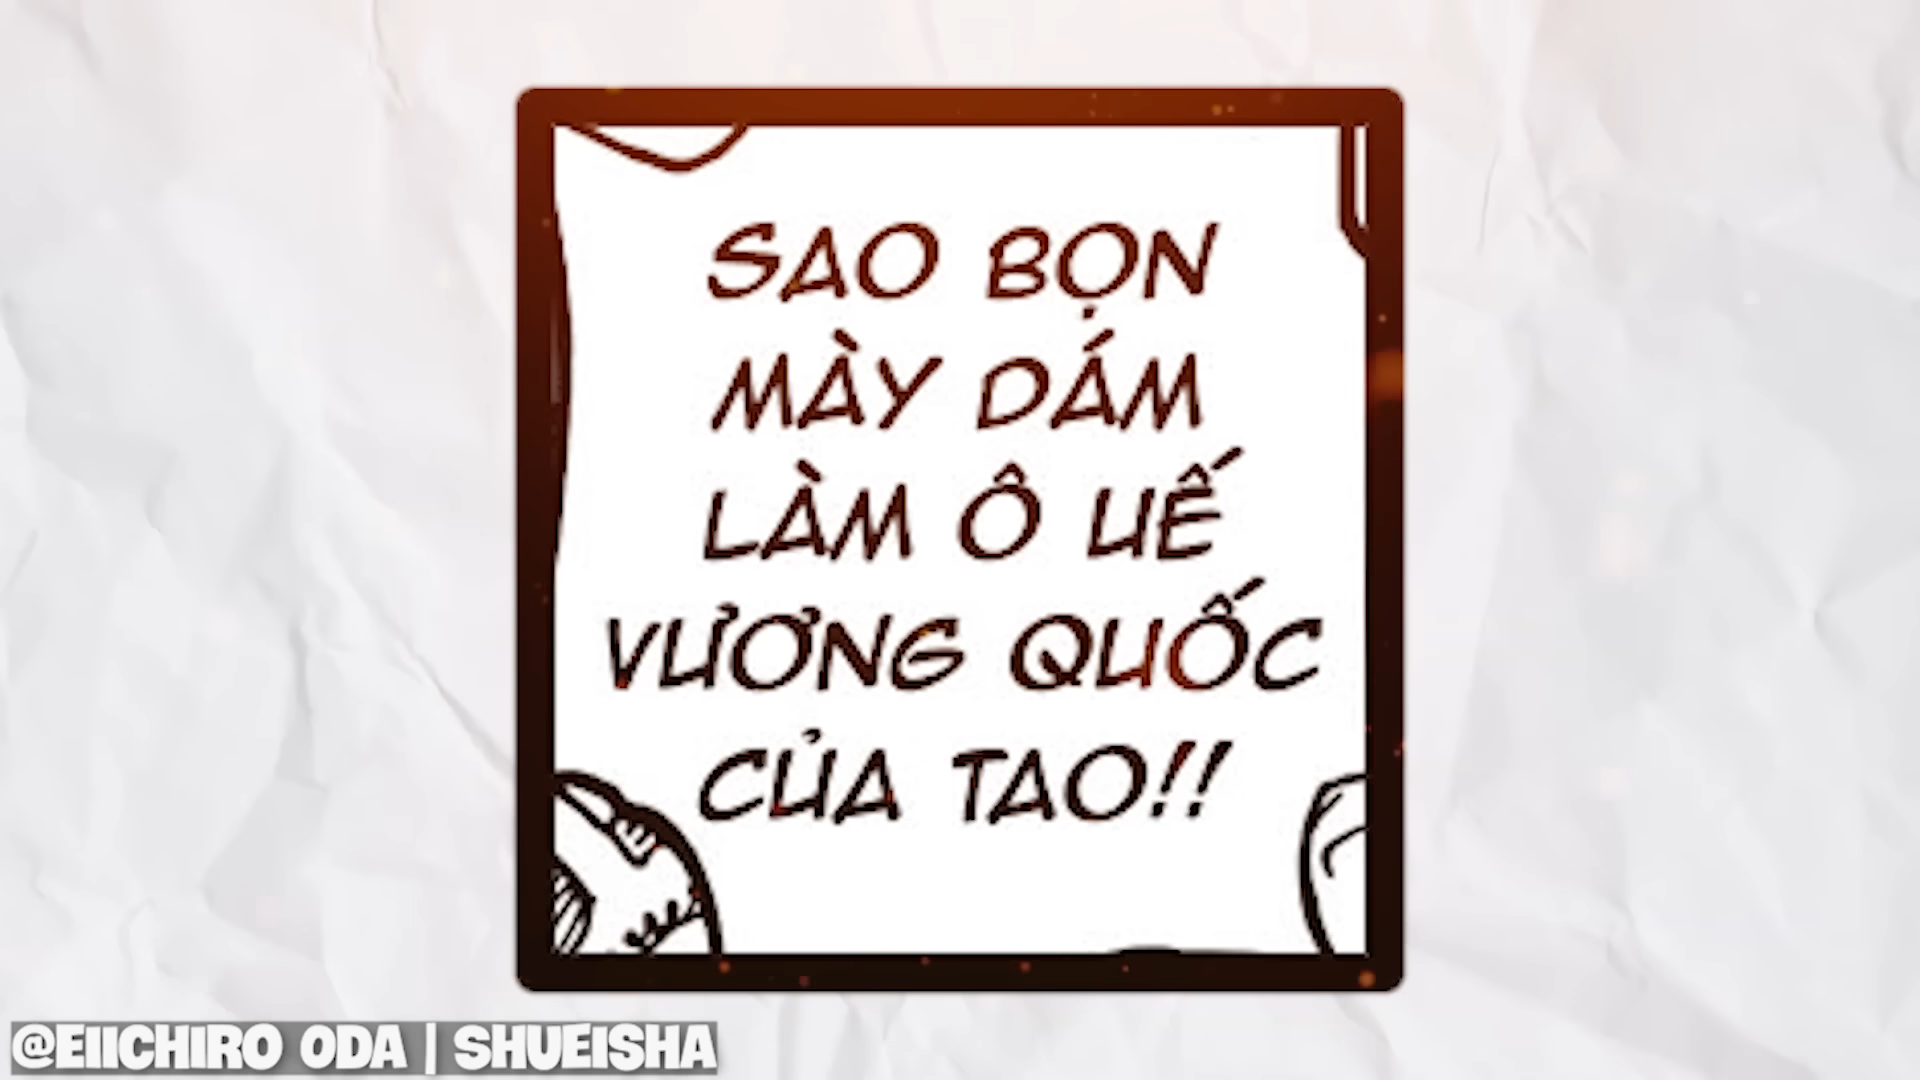 SAO BỌN
MÀY DÁM
LÀM Ô UẾ
VƯƠNG QUỐC
CỦA TAO!!
@EIICHIRO ODA | SHUEISHA